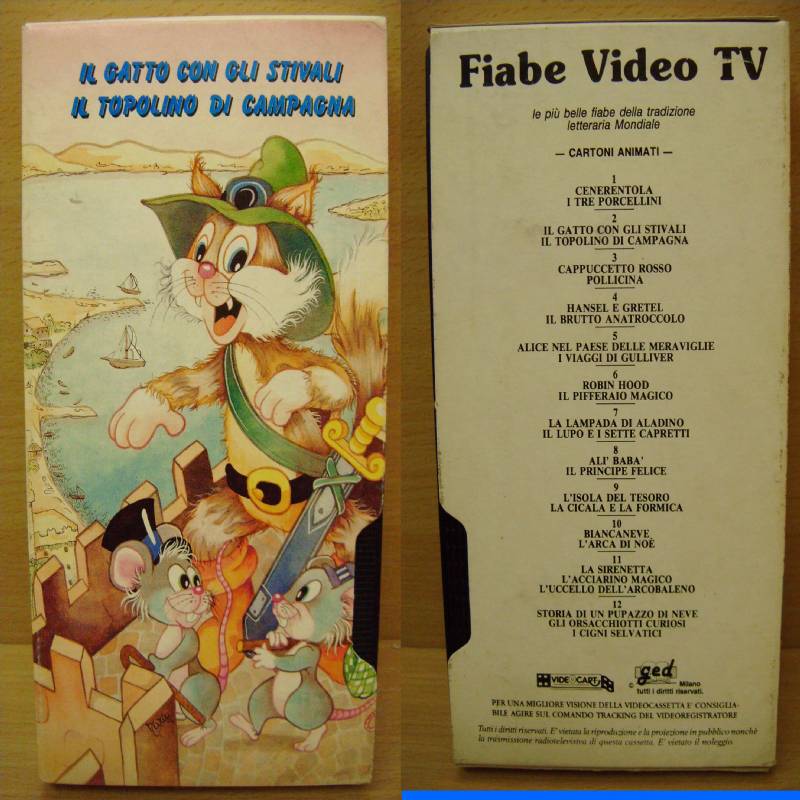 IL GATTO CON GLI STIVALI
IL TOPOLINO DI CAMPAGNA
Fiabe Video TV
le più belle fiabe della tradizione
letteraria Mondiale
— CARTONI ANIMATI —
1
CENERENTOLA
I TRE PORCELLINI
2
IL GATTO CON GLI STIVALI
IL TOPOLINO DI CAMPAGNA
3
CAPPUCCETTO ROSSO
POLLICINA
4
HANSEL E GRETEL
IL BRUTTO ANATROCCOLO
5
ALICE NEL PAESE DELLE MERAVIGLIE
I VIAGGI DI GULLIVER
6
ROBIN HOOD
IL PIFFERAIO MAGICO
7
LA LAMPADA DI ALADINO
IL LUPO E I SETTE CAPRETTI
8
ALI' BABA'
IL PRINCIPE FELICE
9
L'ISOLA DEL TESORO
LA CICALA E LA FORMICA
10
BIANCANEVE
L'ARCA DI NOÈ
11
LA SIRENETTA
L'ACCIARINO MAGICO
L'UCCELLO DELL'ARCOBALENO
12
STORIA DI UN PUPAZZO DI NEVE
GLI ORSACCHIOTTI CURIOSI
I CIGNI SELVATICI
VIDEOCART
© ged Milano
tutti i diritti riservati.
PER UNA MIGLIORE VISIONE DELLA VIDEOCASSETTA E' CONSIGLIA-
BILE AGIRE SUL COMANDO TRACKING DEL VIDEOREGISTRATORE
Tutti i diritti riservati. E' vietata la riproduzione e la proiezione in pubblico nonchè
la trasmissione radiotelevisiva di questa cassetta. E' vietato il noleggio.